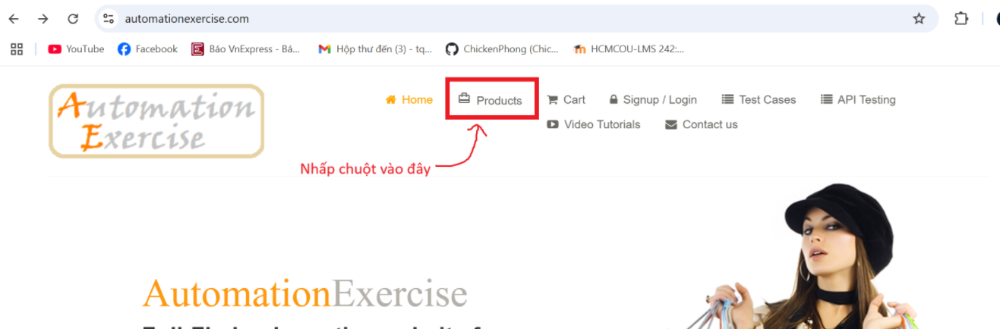 automationexercise.com
YouTube Facebook Báo VnExpress - Bá... Hộp thư đến (3) - tq... ChickenPhong (Chic... HCMCOU-LMS 242:...
Automation
Exercise
Home Products Cart Signup / Login Test Cases API Testing
Video Tutorials Contact us
Nhấp chuột vào đây
AutomationExercise